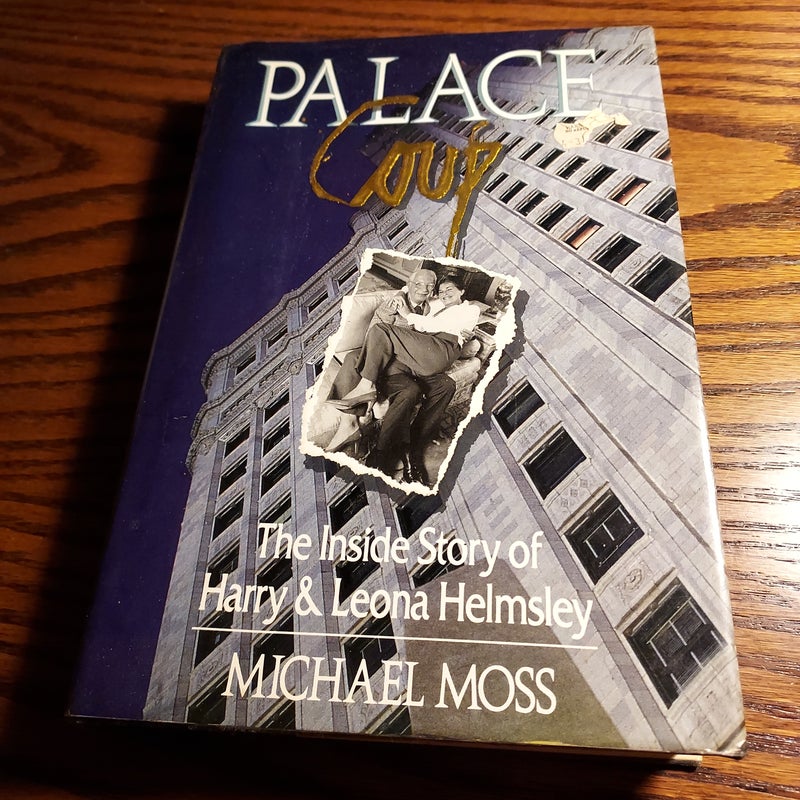 PALACE
Coup
The Inside Story of
Harry & Leona Helmsley
MICHAEL MOSS